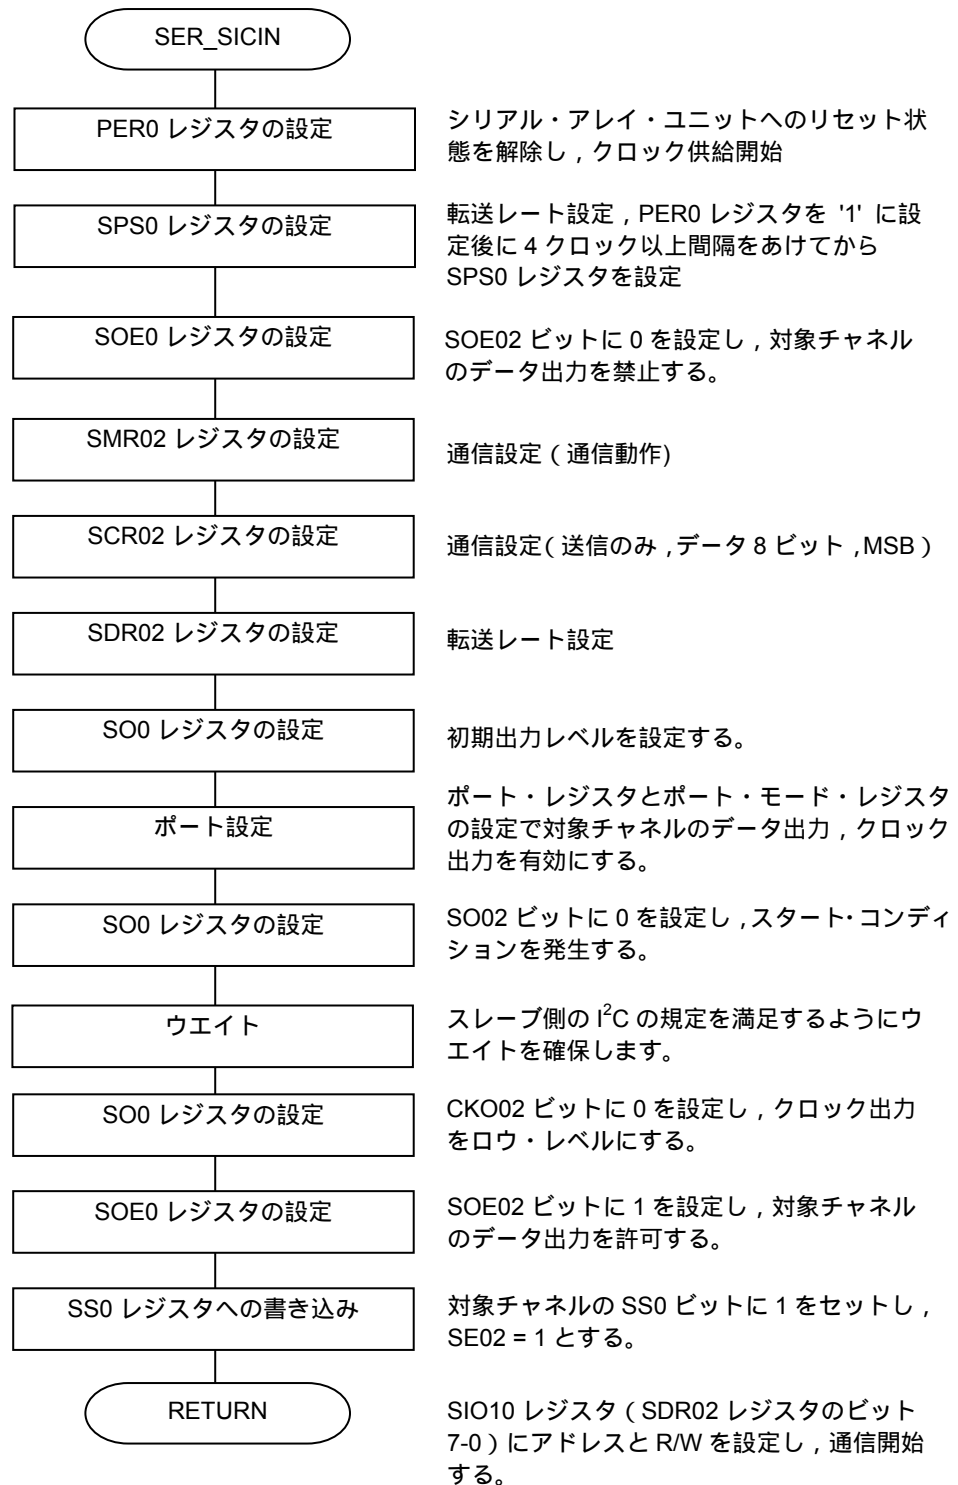 SER_SICIN
PER0 レジスタの設定
シリアル・アレイ・ユニットへのリセット状
態を解除し,クロック供給開始
SPS0 レジスタの設定
転送レート設定,PER0 レジスタを '1' に設
定後に 4 クロック以上間隔をあけてから
SPS0 レジスタを設定
SOE0 レジスタの設定
SOE02 ビットに 0 を設定し,対象チャネル
のデータ出力を禁止する。
SMR02 レジスタの設定
通信設定(通信動作)
SCR02 レジスタの設定
通信設定(送信のみ,データ 8 ビット,MSB)
SDR02 レジスタの設定
転送レート設定
SO0 レジスタの設定
初期出力レベルを設定する。
ポート設定
ポート・レジスタとポート・モード・レジスタ
の設定で対象チャネルのデータ出力,クロック
出力を有効にする。
SO0 レジスタの設定
SO02 ビットに 0 を設定し,スタート・コンディ
ションを発生する。
ウエイト
スレーブ側の I²C の規定を満足するようにウ
エイトを確保します。
SO0 レジスタの設定
CKO02 ビットに 0 を設定し,クロック出力
をロウ・レベルにする。
SOE0 レジスタの設定
SOE02 ビットに 1 を設定し,対象チャネル
のデータ出力を許可する。
SS0 レジスタへの書き込み
対象チャネルの SS0 ビットに 1 をセットし,
SE02 = 1 とする。
RETURN
SIO10 レジスタ(SDR02 レジスタのビット
7-0)にアドレスと R/W を設定し,通信開始
する。